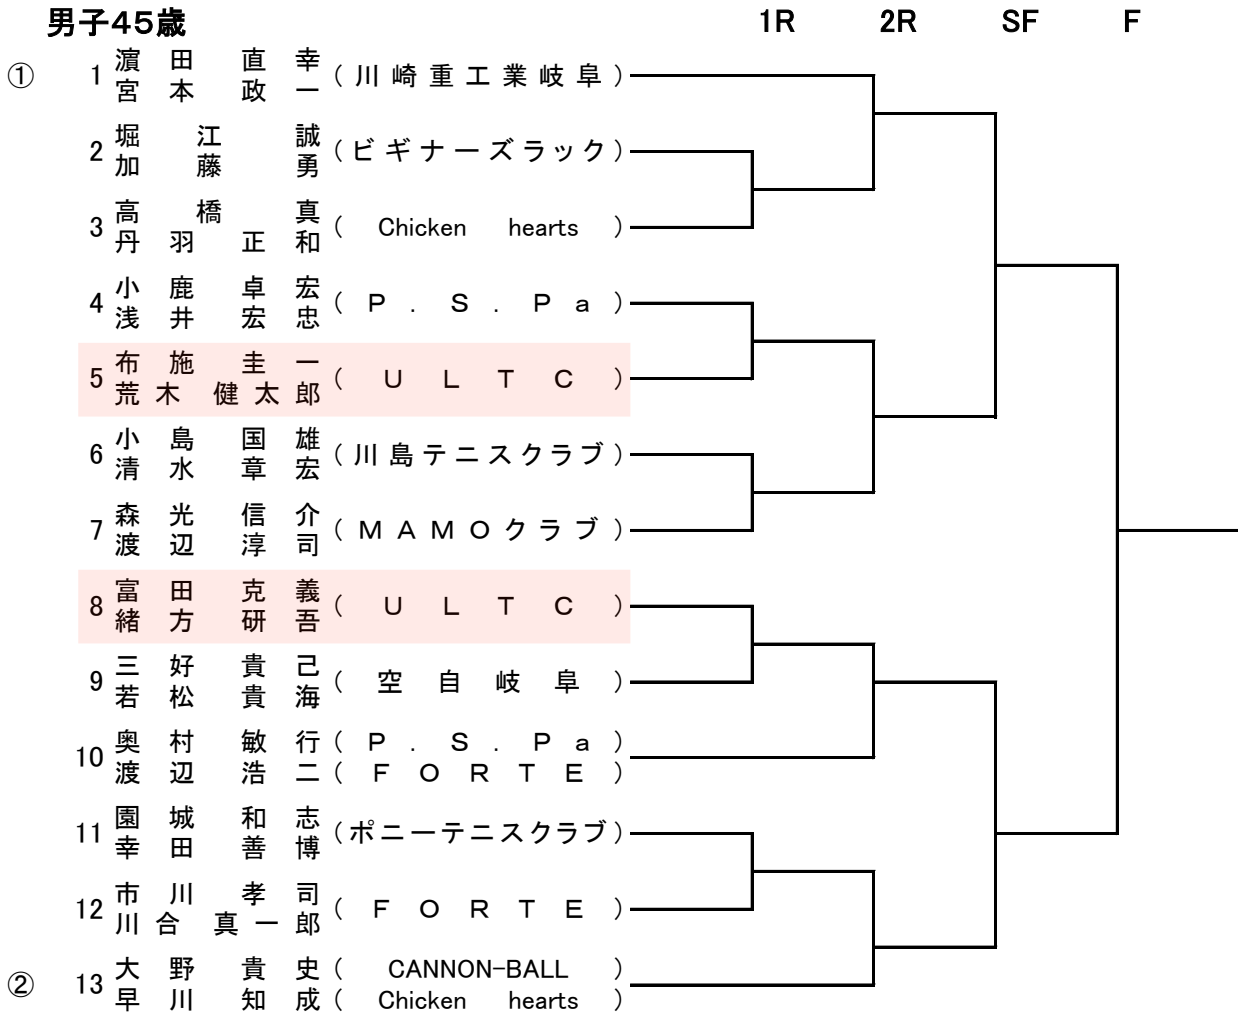 男子45歳 1R 2R SF F
① 1 濵田 直幸 (川崎重工業岐阜)
宮本 政一
2 堀江 誠 (ビギナーズラック)
加藤 勇
3 高橋 真 (Chicken hearts)
丹羽 正和
4 小鹿 卓宏 (P.S.Pa)
浅井 宏忠
5 布施 圭一 (ULTC)
荒木 健太郎
6 小島 国雄 (川島テニスクラブ)
清水 章宏
7 森光 信介 (MAMOクラブ)
渡辺 淳司
8 富田 克義 (ULTC)
緒方 研吾
9 三好 貴己 (空自岐阜)
若松 貴海
10 奥村 敏行 (P.S.Pa)
渡辺 浩二 (FORTE)
11 園城 和志 (ポニーテニスクラブ)
幸田 善博
12 市川 孝司 (FORTE)
川合 真一郎
② 13 大野 貴史 (CANNON-BALL)
早川 知成 (Chicken hearts)